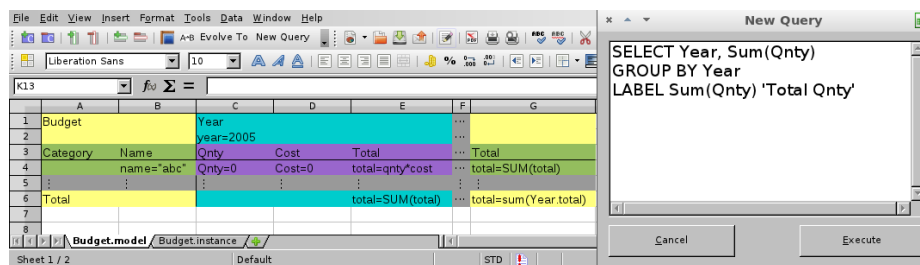 File Edit View Insert Format Tools Data Window Help
New Query
A-B Evolve To New Query
Liberation Sans 10
K13
A B C D E F G
1 Budget Year ...
2 year=2005 ...
3 Category Name Qnty Cost Total ... Total
4 name="abc" Qnty=0 Cost=0 total=qnty*cost ... total=SUM(total)
5 : : : : : : :
6 Total total=SUM(total) ... total=sum(Year.total)
7
8
Budget.model Budget.instance
Sheet 1 / 2 Default STD
SELECT Year, Sum(Qnty)
GROUP BY Year
LABEL Sum(Qnty) 'Total Qnty'
Cancel Execute